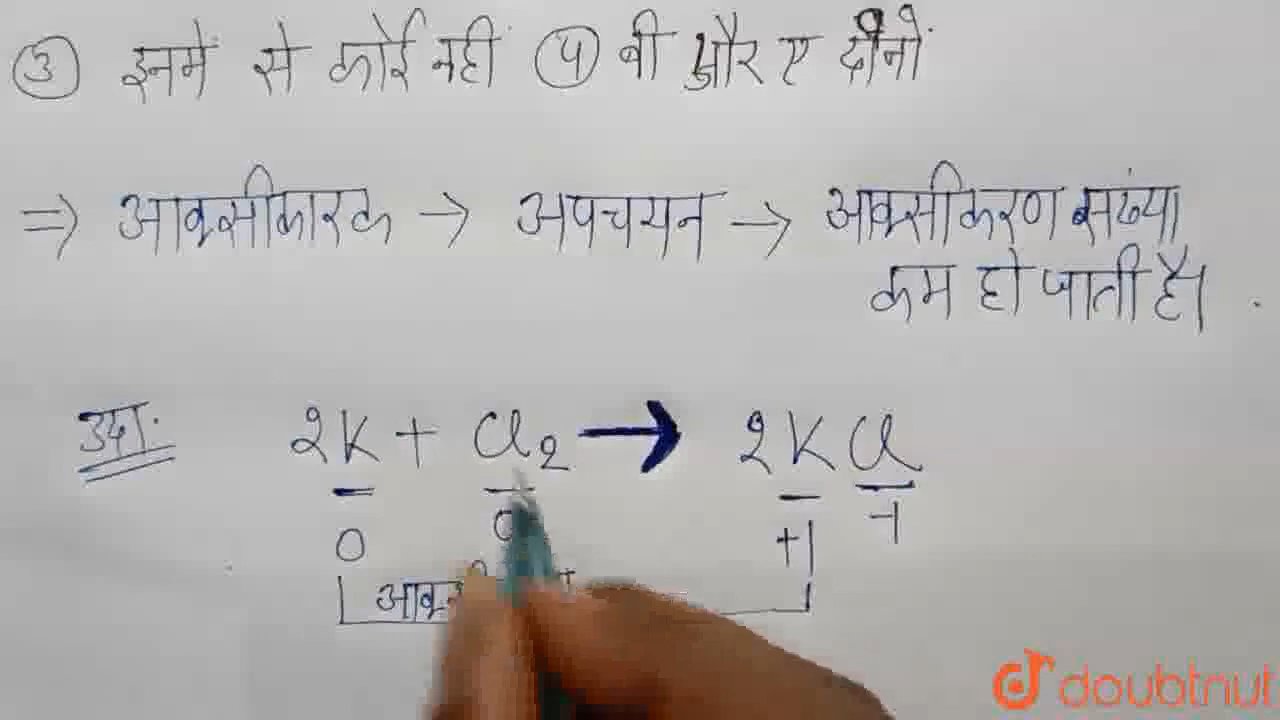 ③ इनमें से कोई नहीं ④ बी और ए दोनों
⇒ आक्सीकारक → अपचयन → आक्सीकरण संख्या
कम हो जाती है।
उदा. 2K + Cl2 → 2KCl
0 0 +1 -1
doubtnut